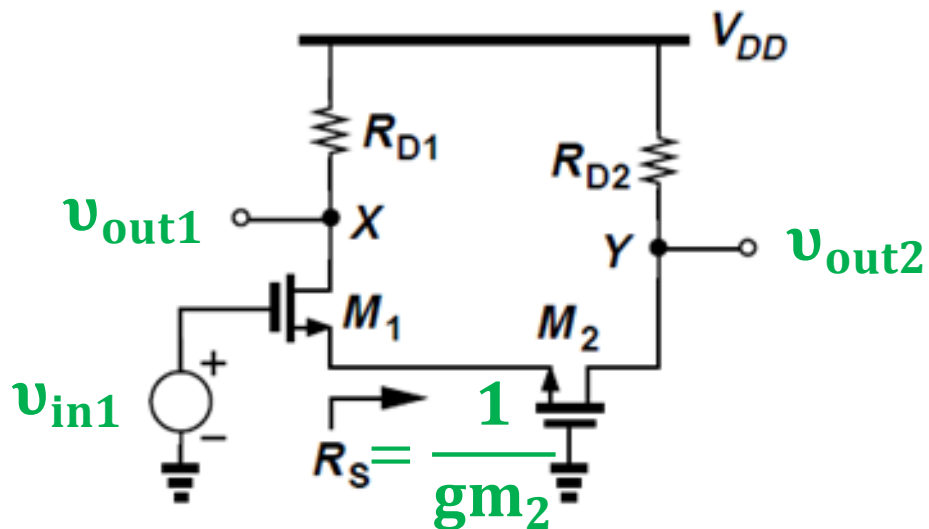 V_DD
R_D1
R_D2
υ_out1
X
Y
υ_out2
M_1
M_2
+
υ_in1
−
R_S = 1/gm_2